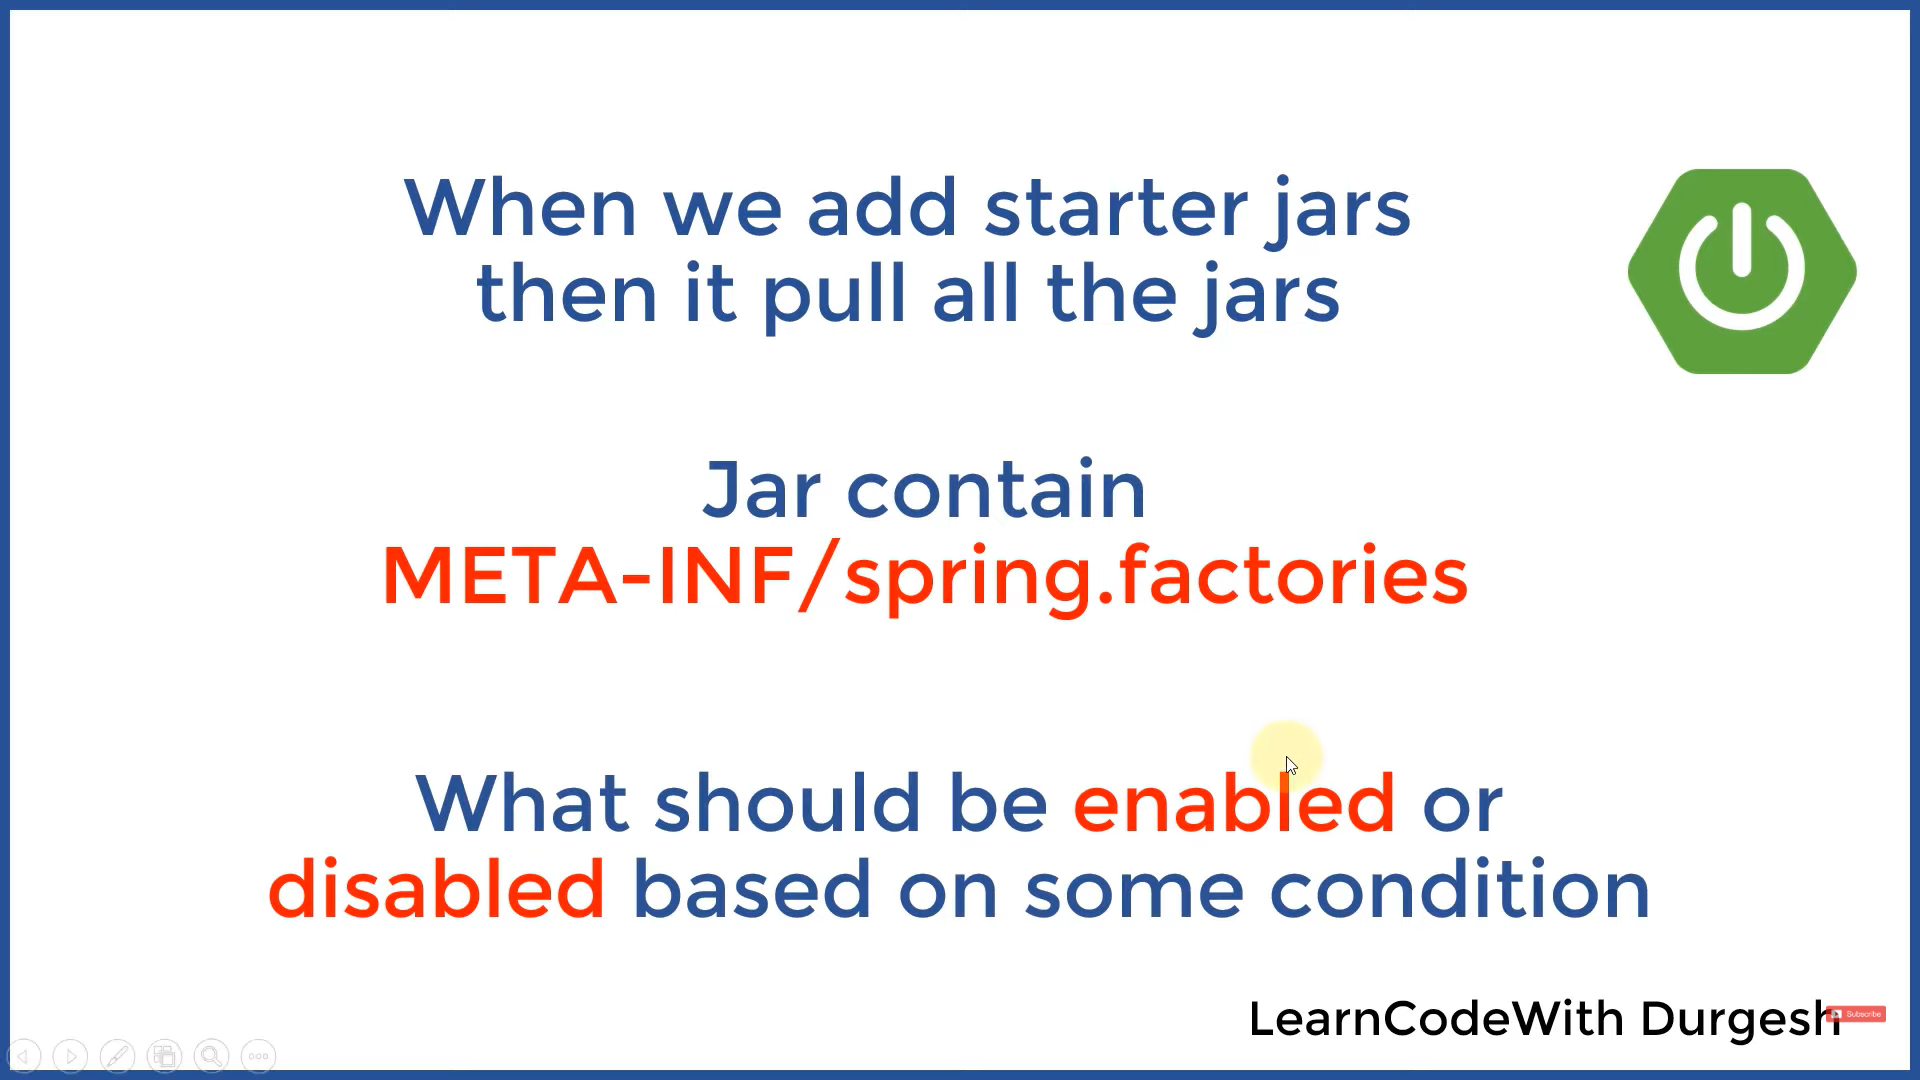 When we add starter jars
then it pull all the jars
Jar contain
META-INF/spring.factories
What should be enabled or
disabled based on some condition
LearnCodeWith Durgesh
Subscribe